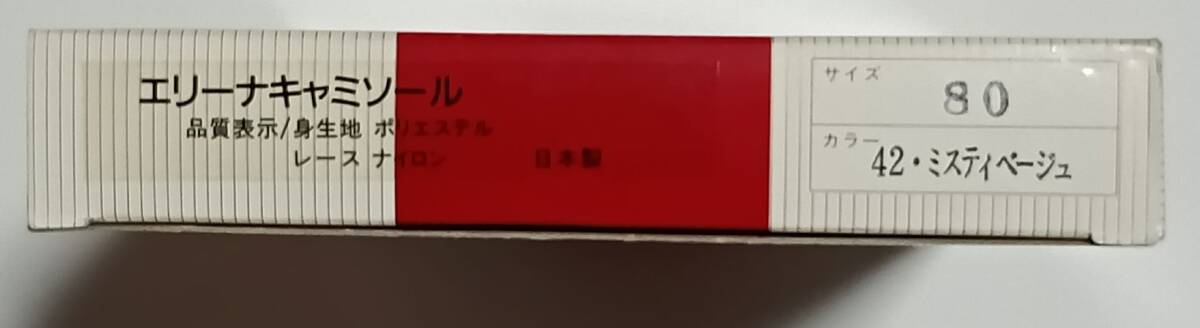 エリーナキャミソール
品質表示/身生地 ポリエステル
レース ナイロン 日本製
サイズ
80
カラー
42・ミスティベージュ